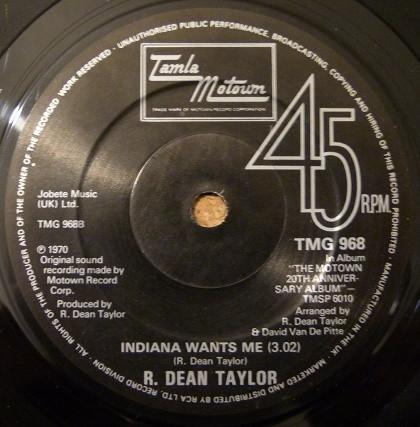 UNAUTHORISED PUBLIC PERFORMANCE, BROADCASTING, COPYING AND HIRING OF THIS RECORD PROHIBITED · MANUFACTURED IN THE UK · MARKETED AND DISTRIBUTED BY RCA LTD., RECORD DIVISION · ALL RIGHTS OF THE PRODUCER AND OF THE OWNER OF THE RECORDED WORK RESERVED ·
Tamla
Motown
TRADE MARK OF MOTOWN RECORD CORPORATION
45
R.P.M.
Jobete Music
(UK) Ltd.
TMG 968B
℗ 1970
Original sound
recording made by
Motown Record
Corp.
Produced by
R. Dean Taylor
TMG 968
In Album
"THE MOTOWN
20TH ANNIVER-
SARY ALBUM"—
TMSP 6010
Arranged by
R. Dean Taylor
& David Van De Pitte
INDIANA WANTS ME (3.02)
(R. Dean Taylor)
R. DEAN TAYLOR